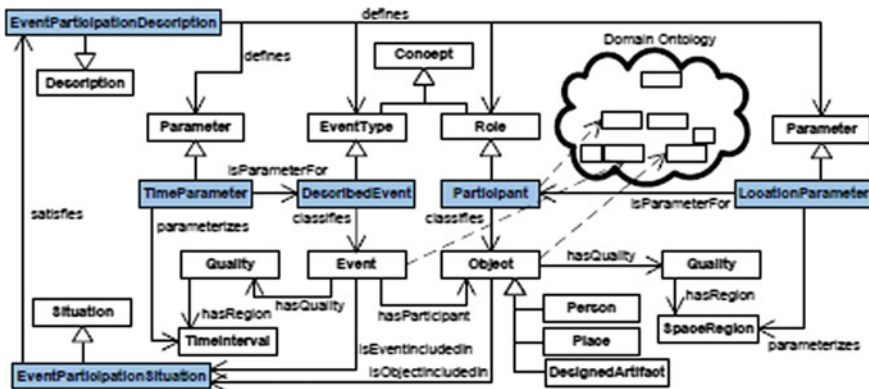 EventParticipationDescription
defines
Concept
Domain Ontology
Description
defines
Parameter
EventType
Role
Parameter
isParameterFor
TimeParameter
DescribedEvent
Participant
LocationParameter
satisfies
parameterizes
classifies
classifies
isParameterFor
Quality
Event
Object
hasQuality
Quality
Situation
hasRegion
hasQuality
hasParticipant
Person
hasRegion
TimeInterval
Place
SpaceRegion
isEventIncludedIn
parameterizes
EventParticipationSituation
isObjectIncludedIn
DesignedArtifact